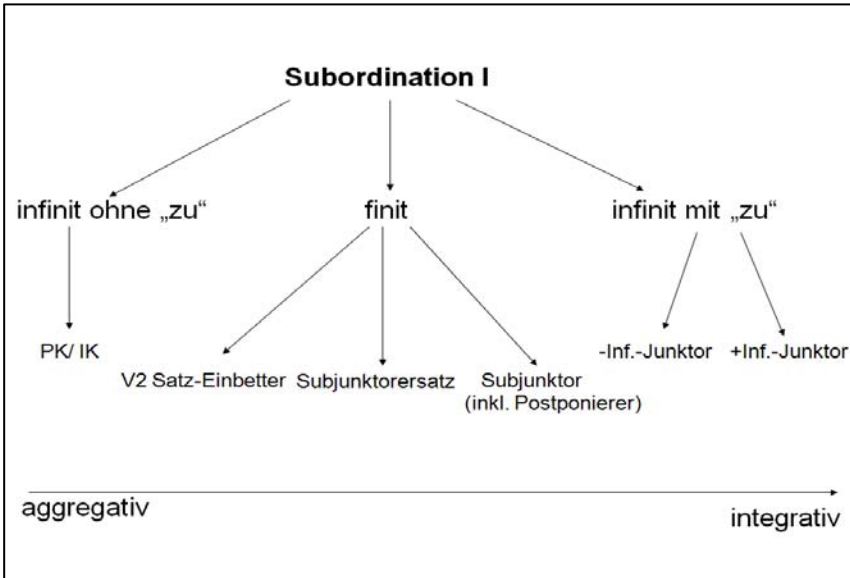 Subordination I
infinit ohne „zu“
finit
infinit mit „zu“
PK/ IK
V2 Satz-Einbetter
Subjunktorersatz
Subjunktor
(inkl. Postponierer)
-Inf.-Junktor
+Inf.-Junktor
aggregativ
integrativ